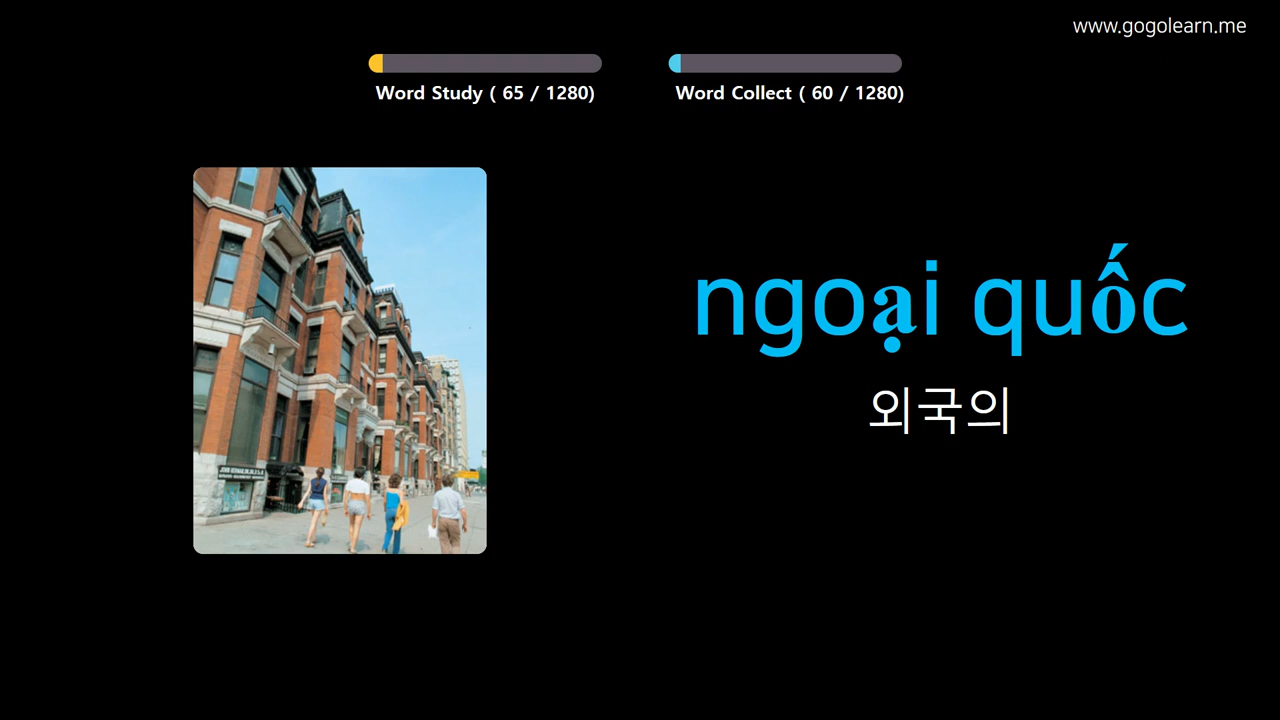 www.gogolearn.me
Word Study ( 65 / 1280)
Word Collect ( 60 / 1280)
ngoại quốc
외국의